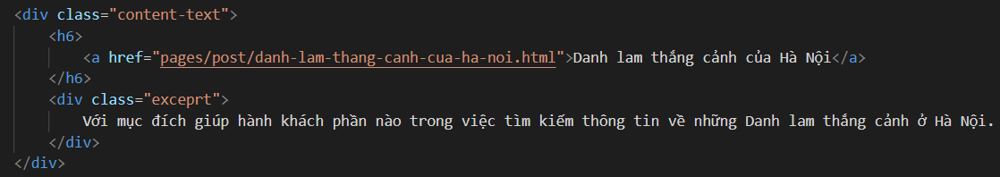 <div class="content-text">
<h6>
<a href="pages/post/danh-lam-thang-canh-cua-ha-noi.html">Danh lam thắng cảnh của Hà Nội</a>
</h6>
<div class="exceprt">
Với mục đích giúp hành khách phần nào trong việc tìm kiếm thông tin về những Danh lam thắng cảnh ở Hà Nội.
</div>
</div>